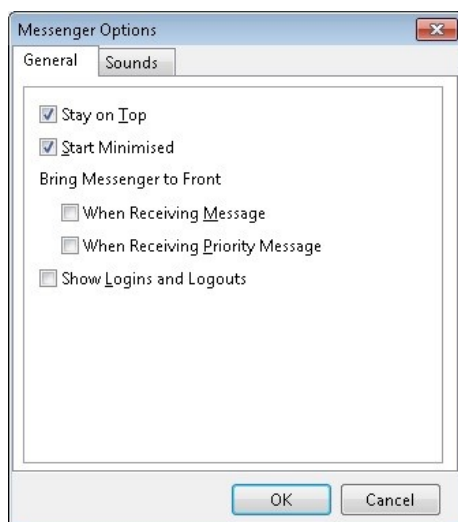 Messenger Options
General Sounds
Stay on Top
Start Minimised
Bring Messenger to Front
When Receiving Message
When Receiving Priority Message
Show Logins and Logouts
OK Cancel